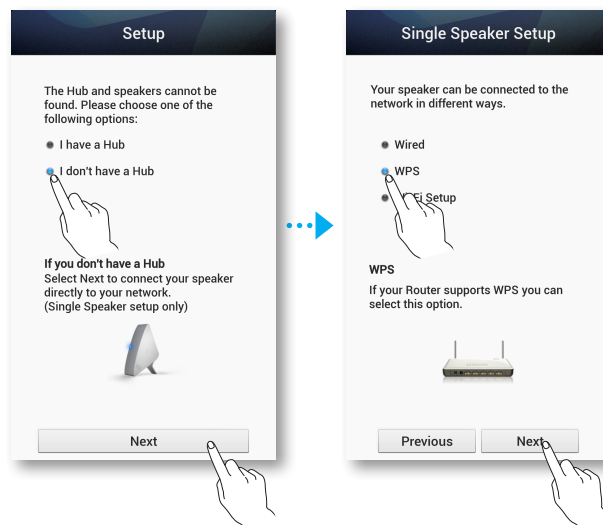 Setup
The Hub and speakers cannot be
found. Please choose one of the
following options:
I have a Hub
I don't have a Hub
If you don't have a Hub
Select Next to connect your speaker
directly to your network.
(Single Speaker setup only)
Next
Single Speaker Setup
Your speaker can be connected to the
network in different ways.
Wired
WPS
Setup
WPS
If your Router supports WPS you can
select this option.
Previous
Next